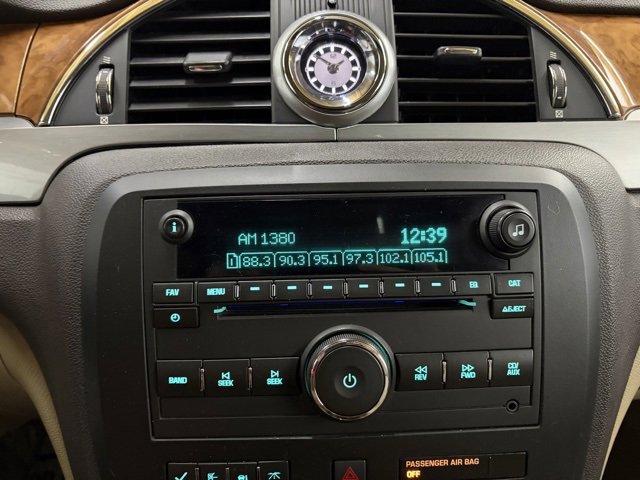 AM 1380 12:39
1 88.3 90.3 95.1 97.3 102.1 105.1
FAV MENU EQ CAT
EJECT
BAND SEEK SEEK REV FWD CD/AUX
PASSENGER AIR BAG
OFF